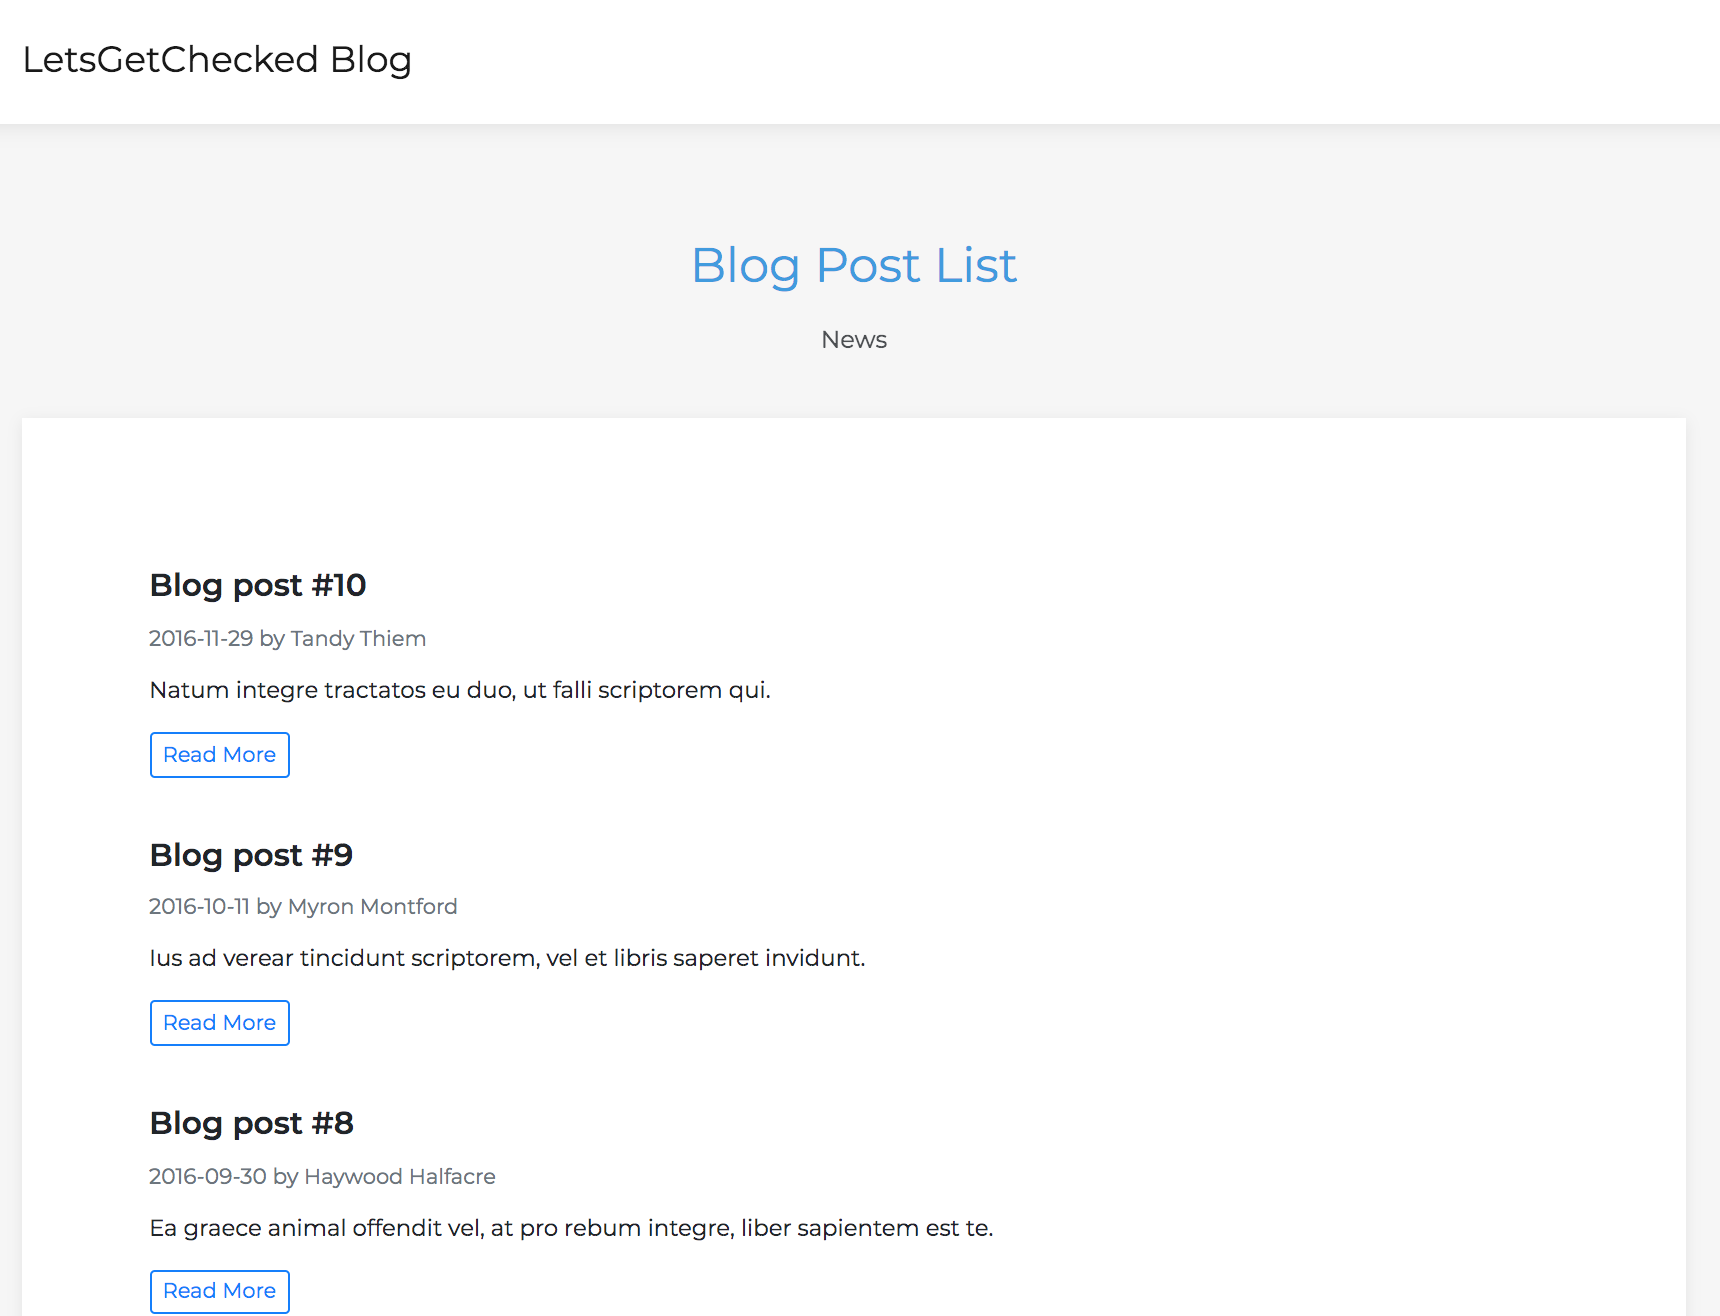 LetsGetChecked Blog
Blog Post List
News
Blog post #10
2016-11-29 by Tandy Thiem
Natum integre tractatos eu duo, ut falli scriptorem qui.
Read More
Blog post #9
2016-10-11 by Myron Montford
Ius ad verear tincidunt scriptorem, vel et libris saperet invidunt.
Read More
Blog post #8
2016-09-30 by Haywood Halfacre
Ea graece animal offendit vel, at pro rebum integre, liber sapientem est te.
Read More